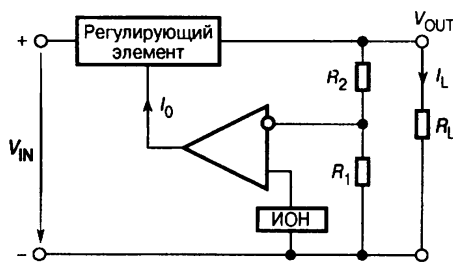 V_OUT
+
Регулирующий
элемент
I_L
R_2
I_0
R_L
V_IN
R_1
ИОН
−